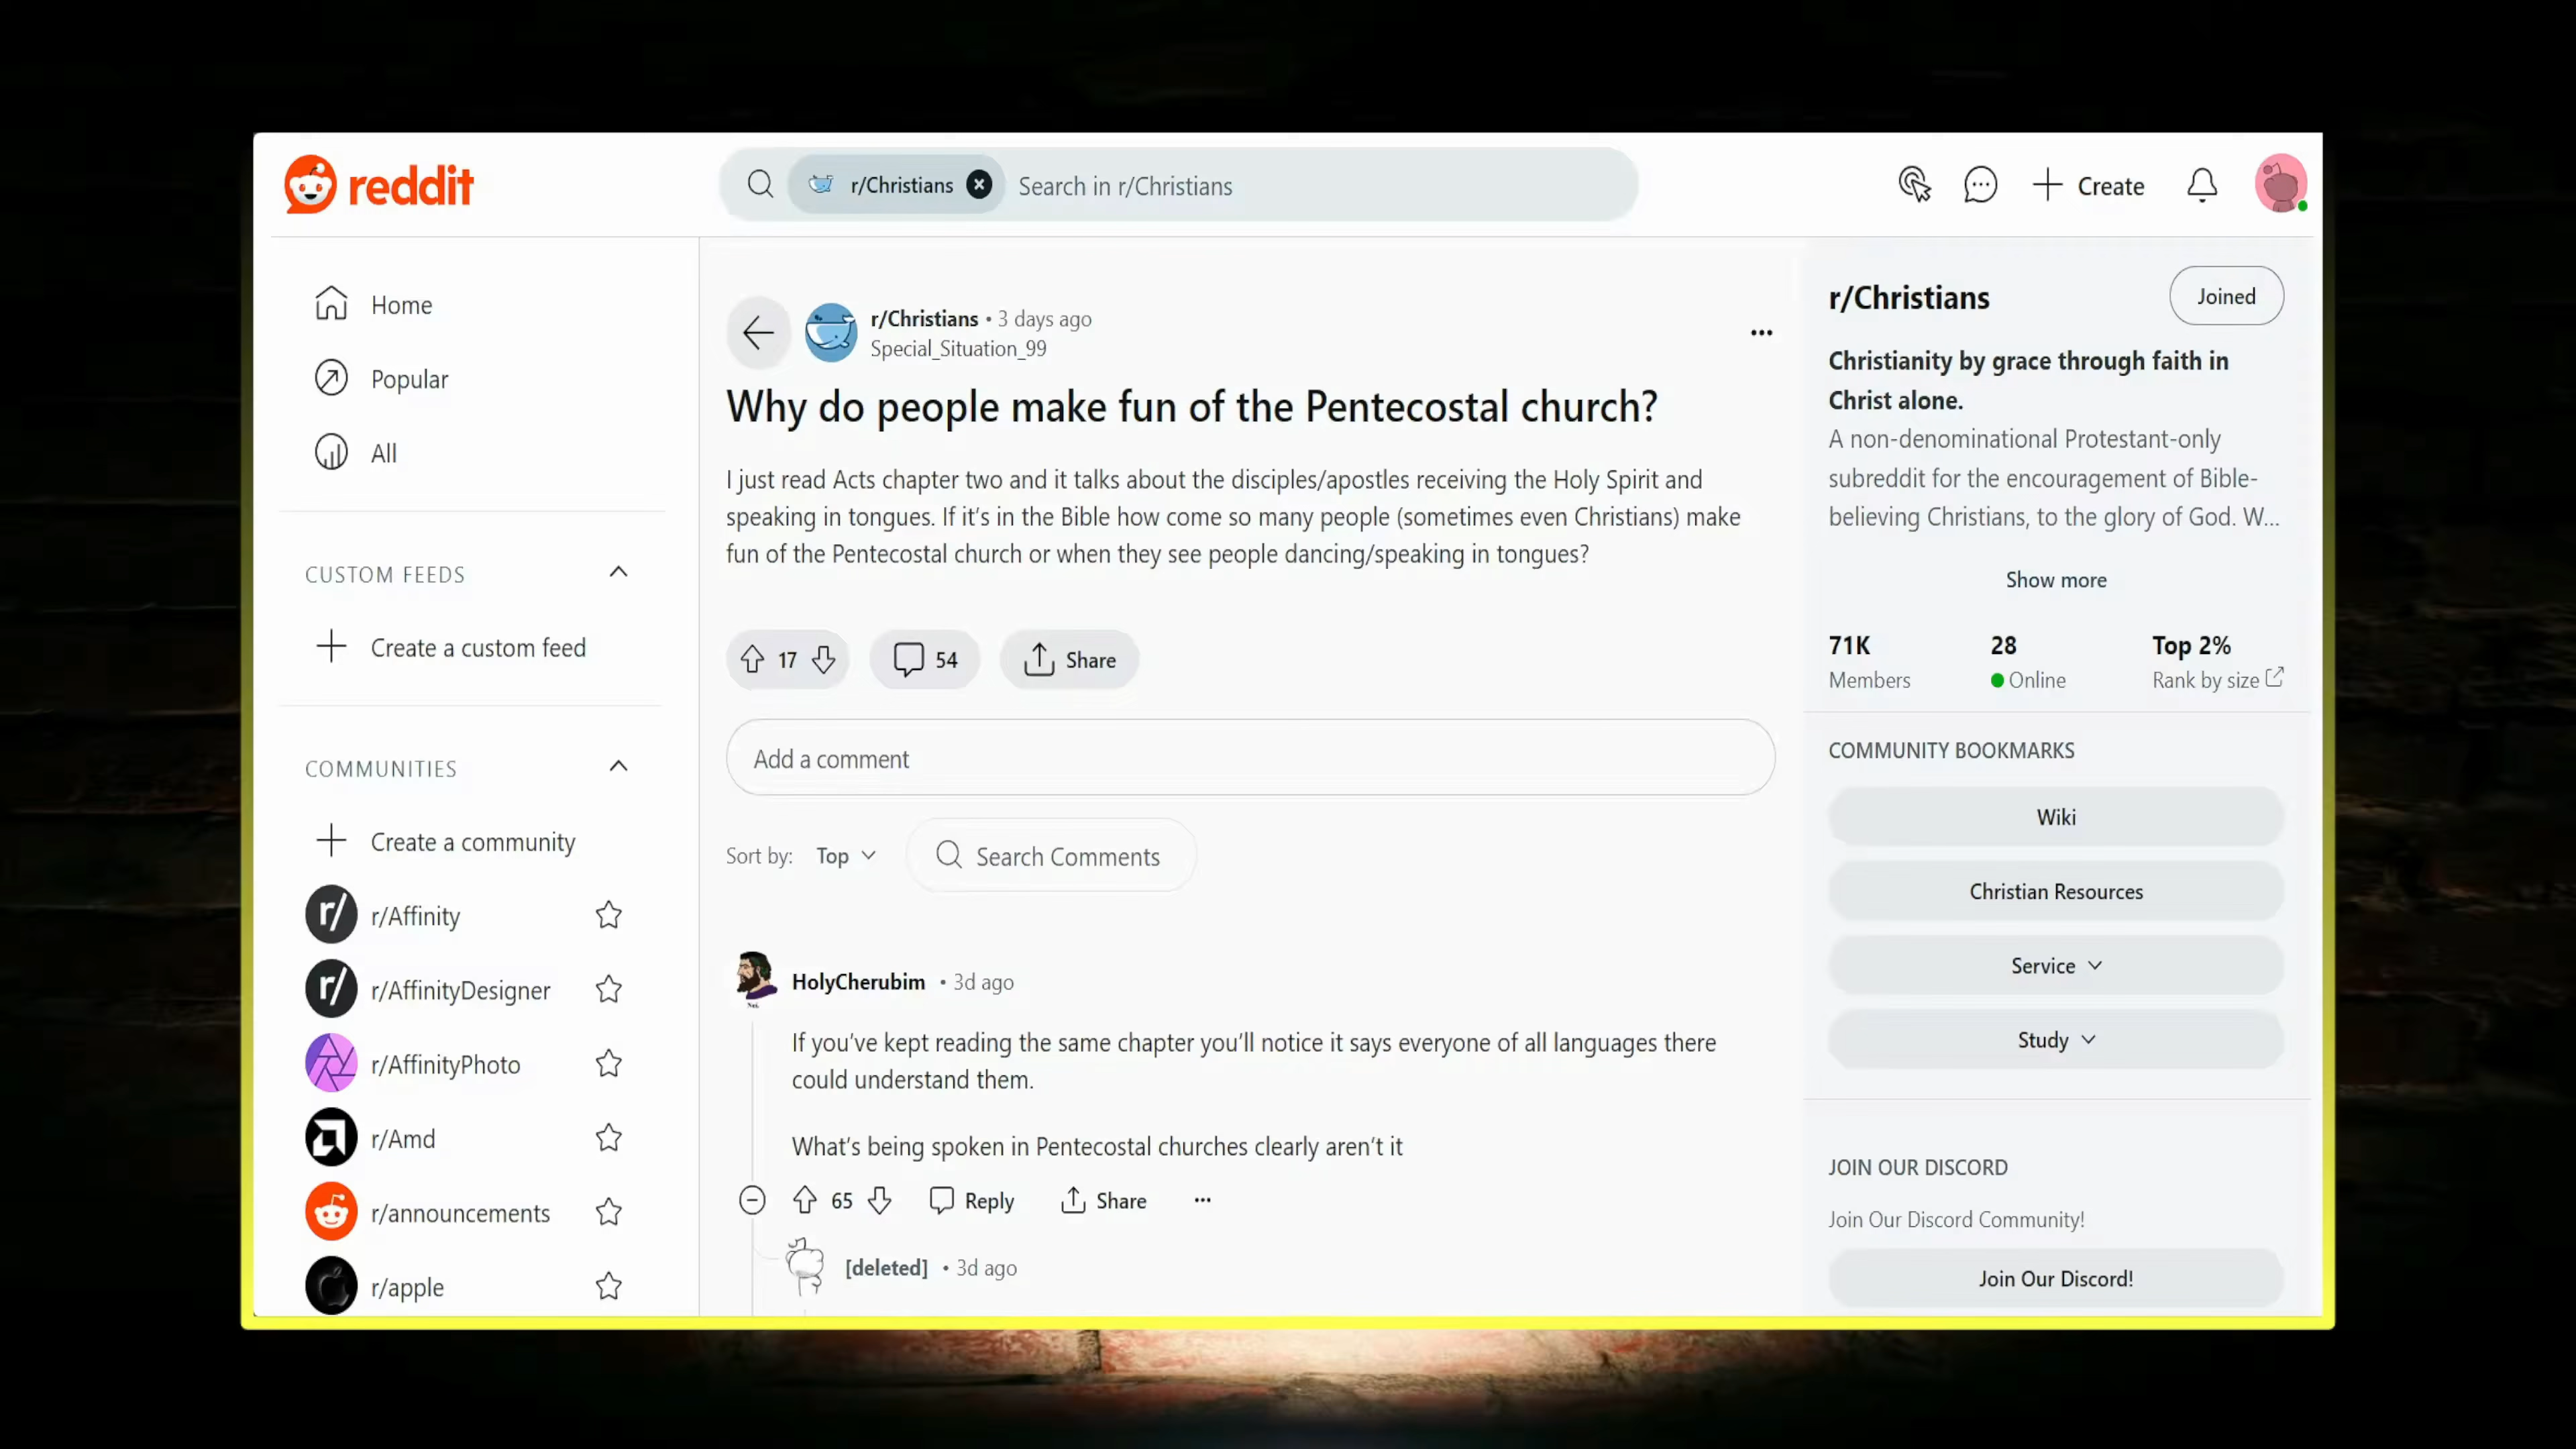 reddit
r/Christians
Search in r/Christians
Create
Home
Popular
All
CUSTOM FEEDS
Create a custom feed
COMMUNITIES
Create a community
r/Affinity
r/AffinityDesigner
r/AffinityPhoto
r/Amd
r/announcements
r/apple
r/Christians • 3 days ago
Special_Situation_99
Why do people make fun of the Pentecostal church?
I just read Acts chapter two and it talks about the disciples/apostles receiving the Holy Spirit and
speaking in tongues. If it's in the Bible how come so many people (sometimes even Christians) make
fun of the Pentecostal church or when they see people dancing/speaking in tongues?
17
54
Share
Add a comment
Sort by: Top
Search Comments
HolyCherubim • 3d ago
If you've kept reading the same chapter you'll notice it says everyone of all languages there
could understand them.
What's being spoken in Pentecostal churches clearly aren't it
65
Reply
Share
[deleted] • 3d ago
r/Christians
Joined
Christianity by grace through faith in
Christ alone.
A non-denominational Protestant-only
subreddit for the encouragement of Bible-
believing Christians, to the glory of God. W...
Show more
71K
Members
28
Online
Top 2%
Rank by size
COMMUNITY BOOKMARKS
Wiki
Christian Resources
Service
Study
JOIN OUR DISCORD
Join Our Discord Community!
Join Our Discord!